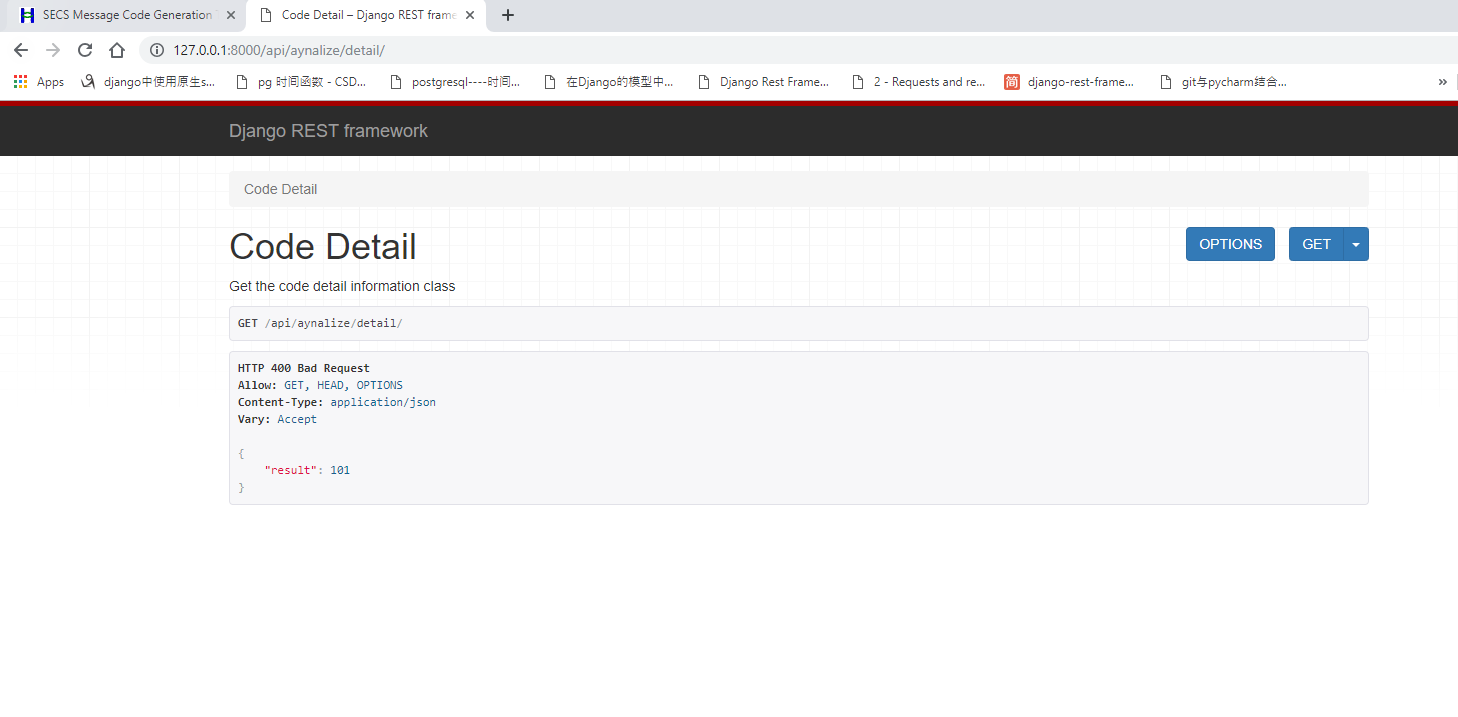 SECS Message Code Generation
Code Detail – Django REST frame
127.0.0.1:8000/api/aynalize/detail/
Apps django中使用原生s... pg 时间函数 - CSD... postgresql----时间... 在Django的模型中... Django Rest Frame... 2 - Requests and re... 简 django-rest-frame... git与pycharm结合... »
Django REST framework
Code Detail
Code Detail OPTIONS GET
Get the code detail information class
GET /api/aynalize/detail/
HTTP 400 Bad Request
Allow: GET, HEAD, OPTIONS
Content-Type: application/json
Vary: Accept
{
"result": 101
}